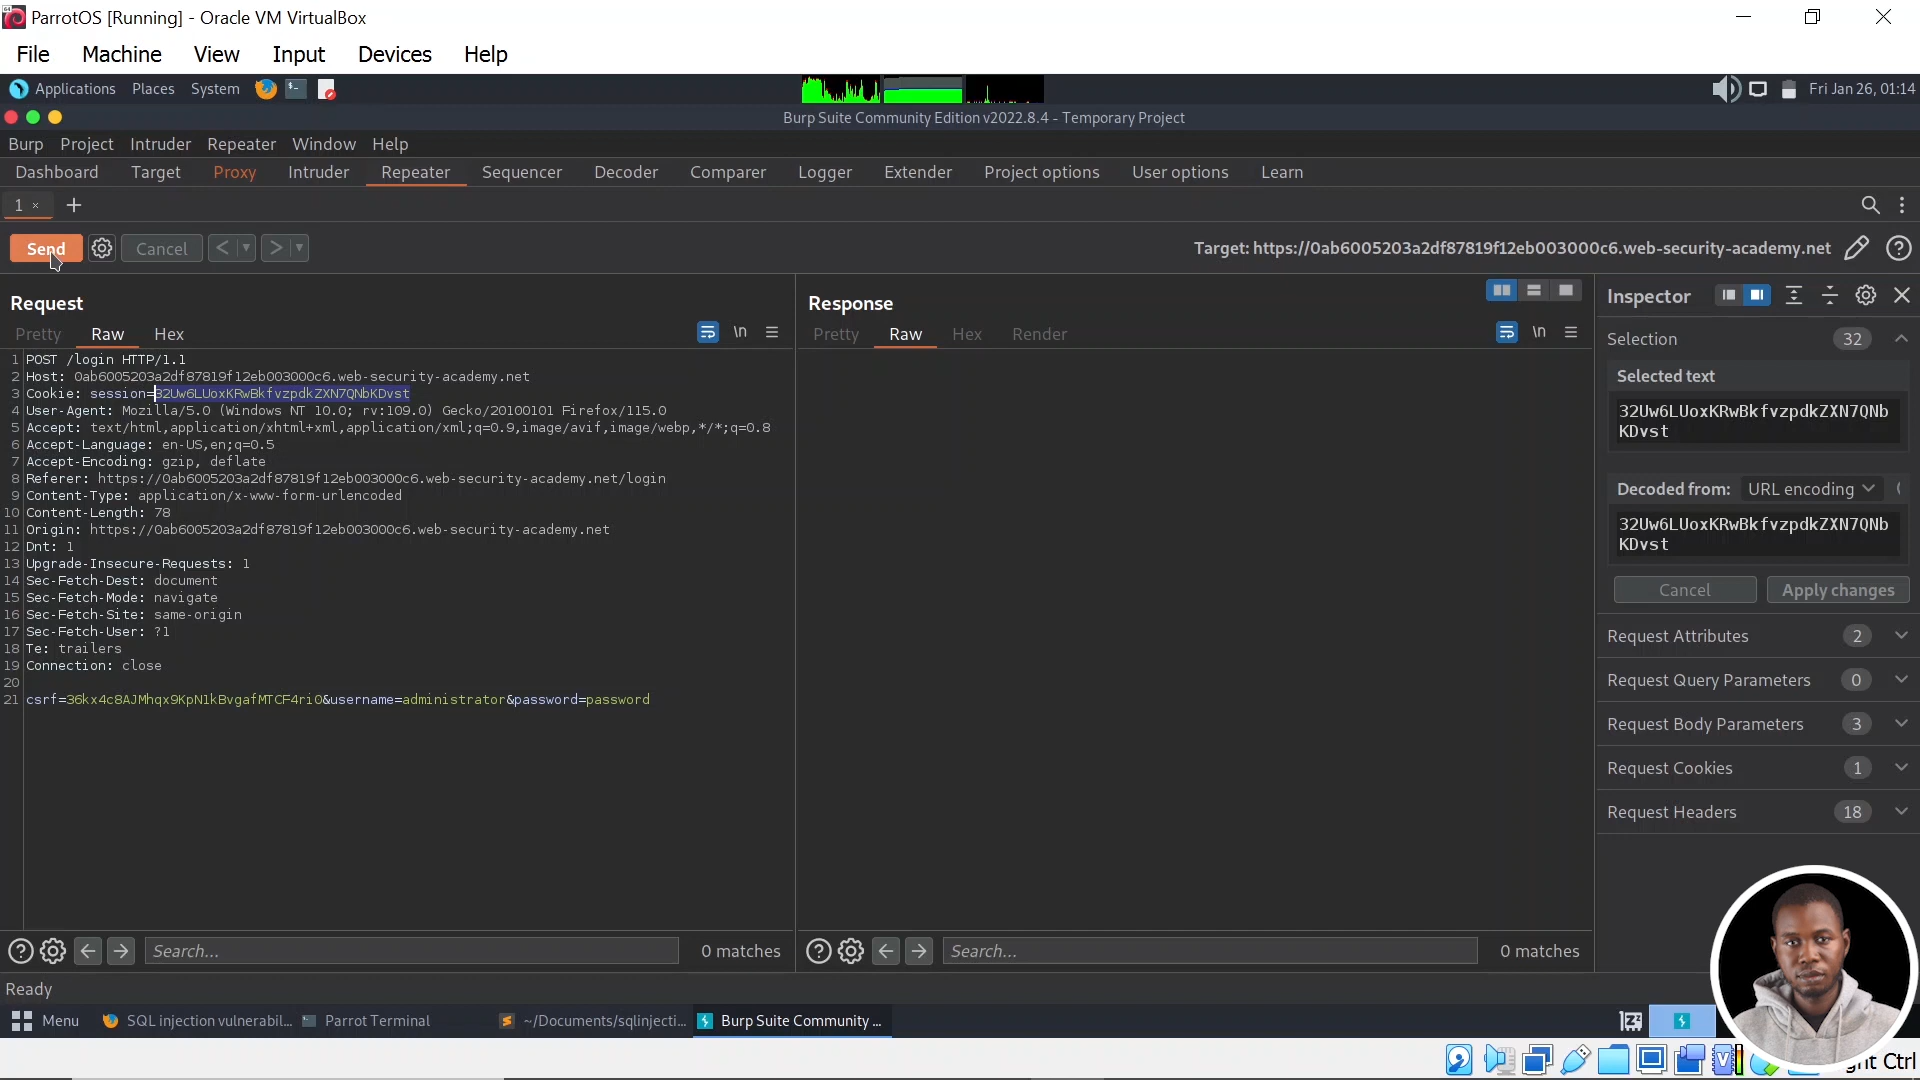 ParrotOS [Running] - Oracle VM VirtualBox
File Machine View Input Devices Help
Applications Places System
Fri Jan 26, 01:14
Burp Suite Community Edition v2022.8.4 - Temporary Project
Burp Project Intruder Repeater Window Help
Dashboard Target Proxy Intruder Repeater Sequencer Decoder Comparer Logger Extender Project options User options Learn
1 × +
Send Cancel < >
Target: https://0ab6005203a2df87819f12eb003000c6.web-security-academy.net
Request
Pretty Raw Hex \n
1 POST /login HTTP/1.1
2 Host: 0ab6005203a2df87819f12eb003000c6.web-security-academy.net
3 Cookie: session=32Uw6LUoxKRwBkfvzpdkZXN7QNbKDvst
4 User-Agent: Mozilla/5.0 (Windows NT 10.0; rv:109.0) Gecko/20100101 Firefox/115.0
5 Accept: text/html,application/xhtml+xml,application/xml;q=0.9,image/avif,image/webp,*/*;q=0.8
6 Accept-Language: en-US,en;q=0.5
7 Accept-Encoding: gzip, deflate
8 Referer: https://0ab6005203a2df87819f12eb003000c6.web-security-academy.net/login
9 Content-Type: application/x-www-form-urlencoded
10 Content-Length: 78
11 Origin: https://0ab6005203a2df87819f12eb003000c6.web-security-academy.net
12 Dnt: 1
13 Upgrade-Insecure-Requests: 1
14 Sec-Fetch-Dest: document
15 Sec-Fetch-Mode: navigate
16 Sec-Fetch-Site: same-origin
17 Sec-Fetch-User: ?1
18 Te: trailers
19 Connection: close
20
21 csrf=36kx4c8AJMhqx9KpN1kBvgafMTCF4ri0&username=administrator&password=password
Search... 0 matches
Response
Pretty Raw Hex Render \n
Search... 0 matches
Inspector
Selection 32
Selected text
32Uw6LUoxKRwBkfvzpdkZXN7QNb
KDvst
Decoded from: URL encoding
32Uw6LUoxKRwBkfvzpdkZXN7QNb
KDvst
Cancel Apply changes
Request Attributes 2
Request Query Parameters 0
Request Body Parameters 3
Request Cookies 1
Request Headers 18
Ready
Menu SQL injection vulnerabil... Parrot Terminal ~/Documents/sqlinjecti... Burp Suite Community ...
Ctrl